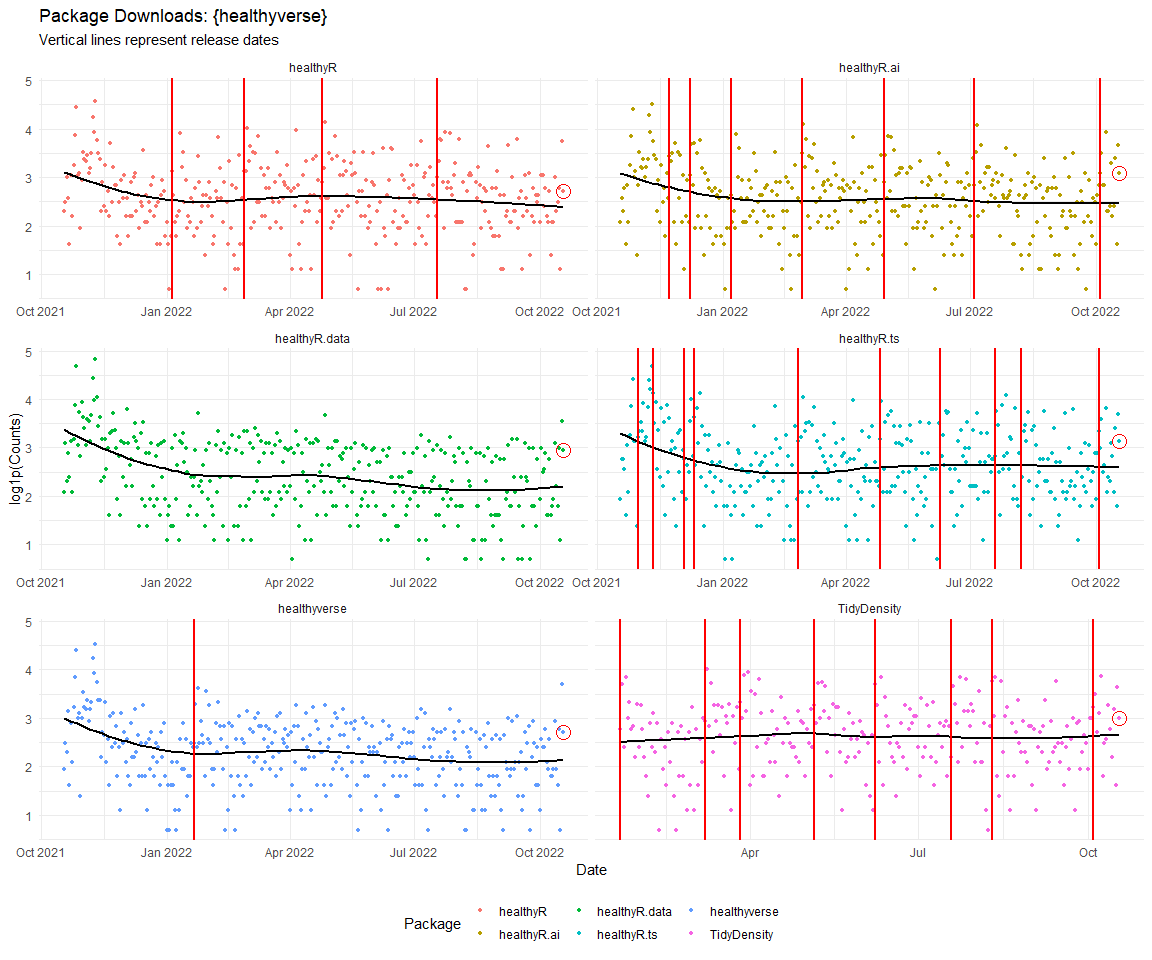 Package Downloads: {healthyverse}
Vertical lines represent release dates
healthyR
healthyR.ai
5
4
3
2
1
Oct 2021
Jan 2022
Apr 2022
Jul 2022
Oct 2022
Oct 2021
Jan 2022
Apr 2022
Jul 2022
Oct 2022
healthyR.data
healthyR.ts
5
4
3
2
1
log1p(Counts)
Oct 2021
Jan 2022
Apr 2022
Jul 2022
Oct 2022
Oct 2021
Jan 2022
Apr 2022
Jul 2022
Oct 2022
healthyverse
TidyDensity
5
4
3
2
1
Oct 2021
Jan 2022
Apr 2022
Jul 2022
Oct 2022
Apr
Jul
Oct
Date
Package
healthyR
healthyR.data
healthyverse
healthyR.ai
healthyR.ts
TidyDensity